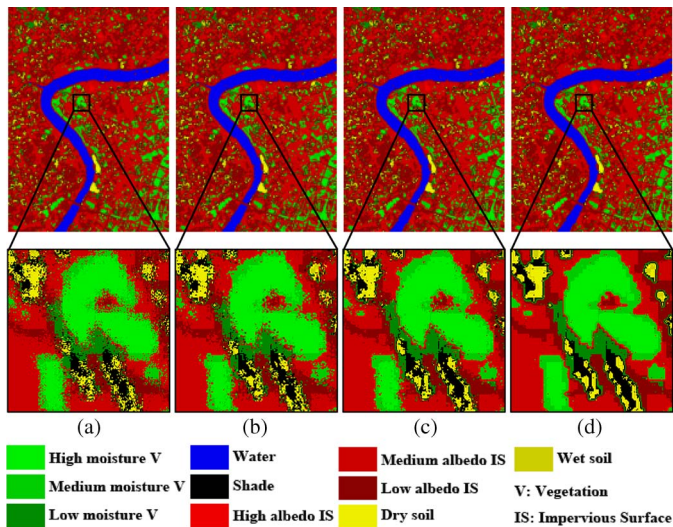 (a) (b) (c) (d)
High moisture V Water Medium albedo IS Wet soil
Medium moisture V Shade Low albedo IS V: Vegetation
Low moisture V High albedo IS Dry soil IS: Impervious Surface